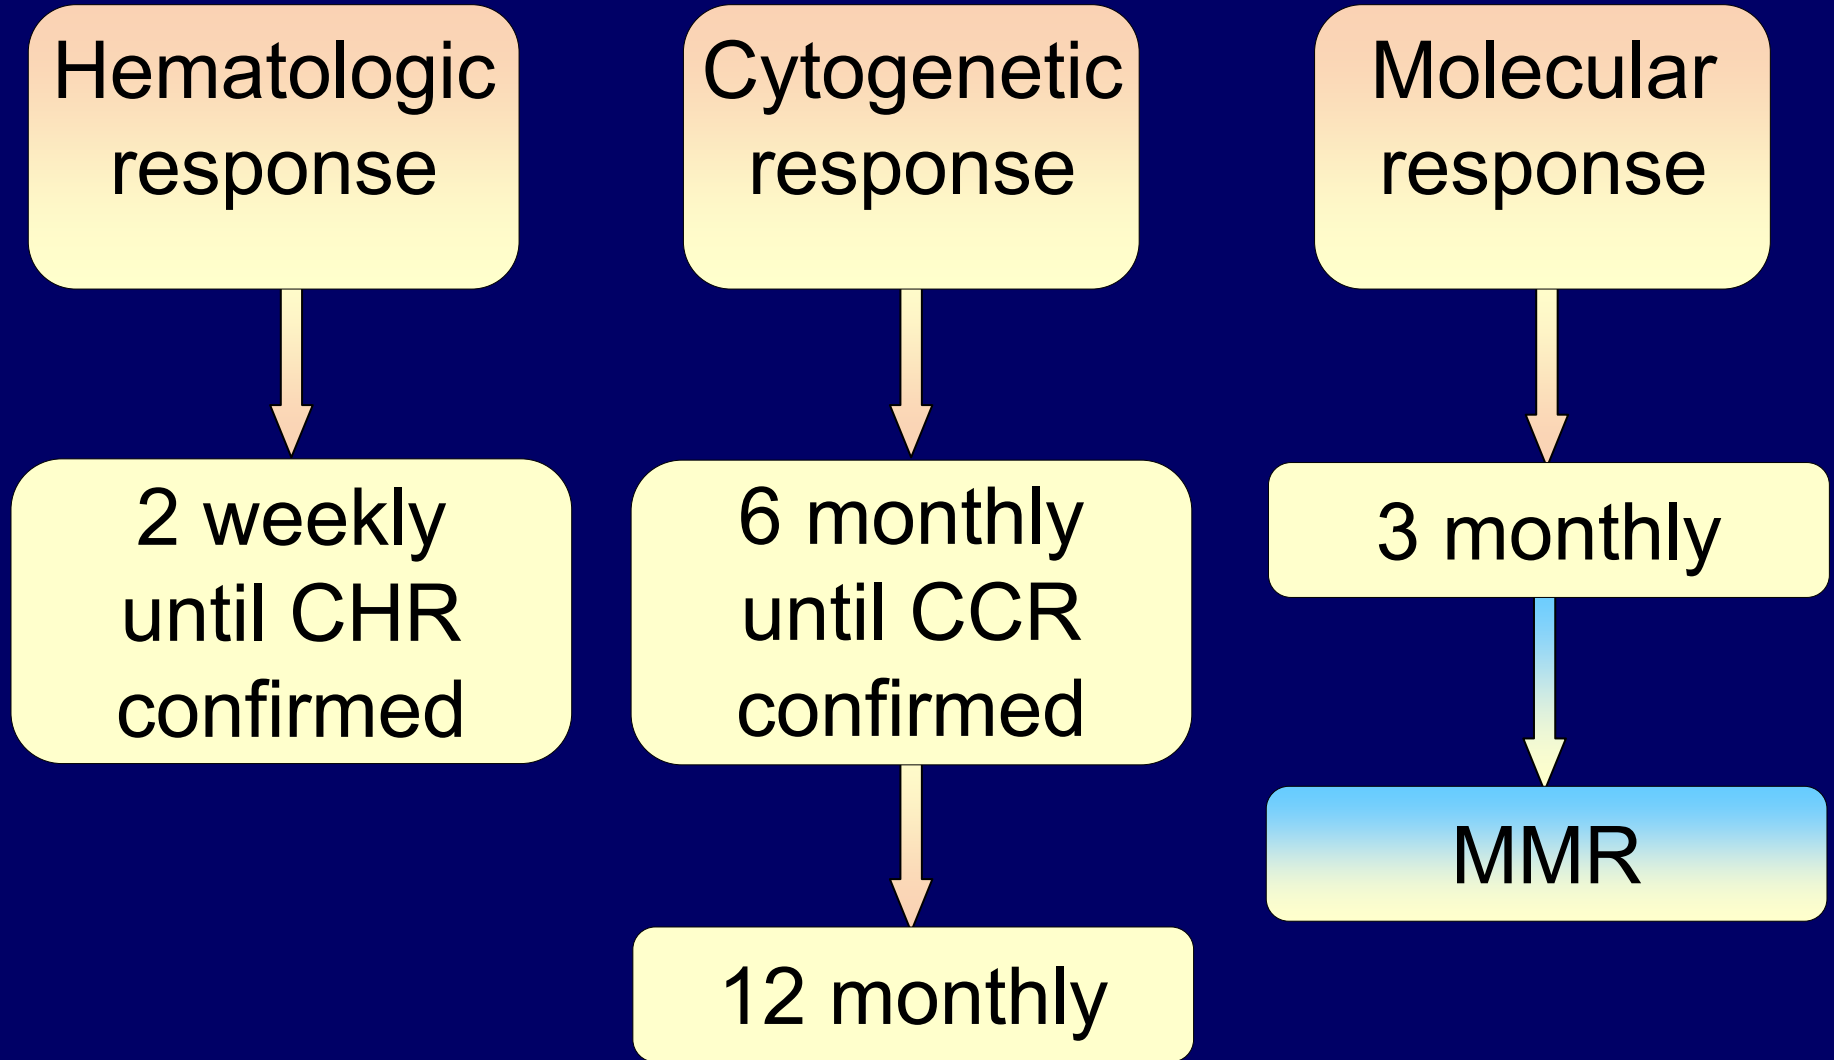 Hematologic
response
2 weekly
until CHR
confirmed
Cytogenetic
response
6 monthly
until CCR
confirmed
12 monthly
Molecular
response
3 monthly
MMR